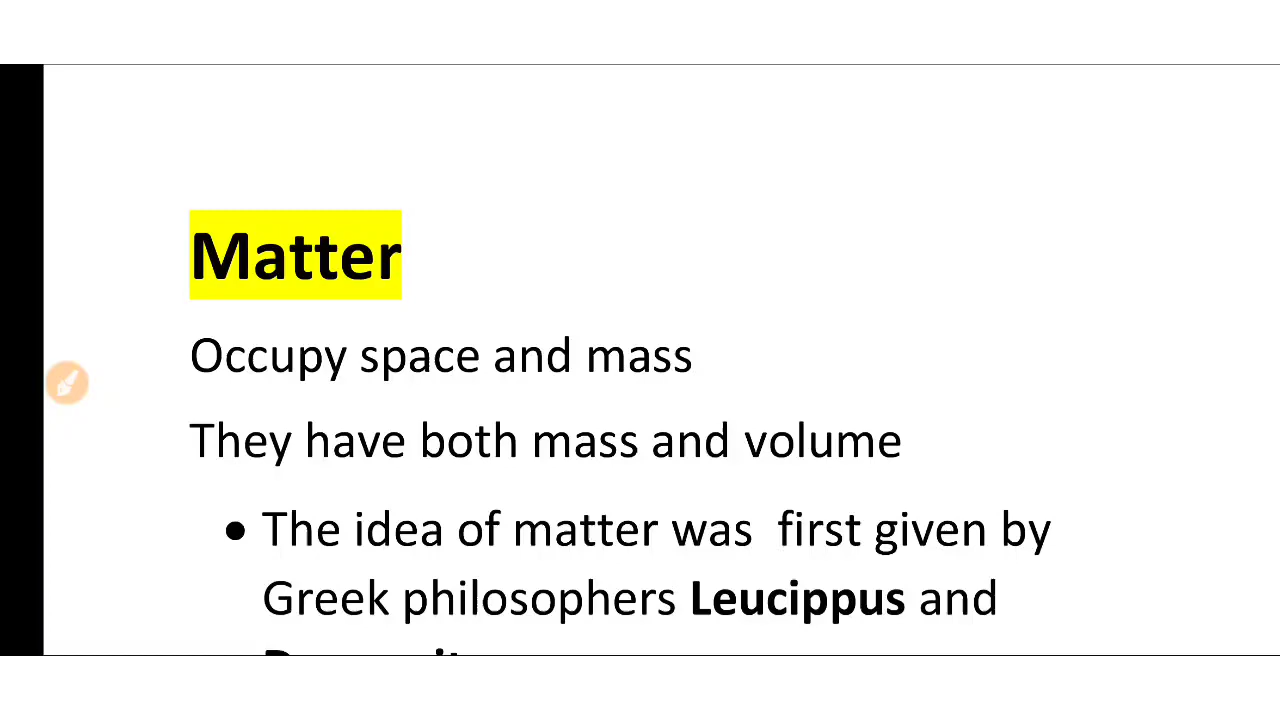 Matter
Occupy space and mass
They have both mass and volume
• The idea of matter was  first given by
Greek philosophers Leucippus and